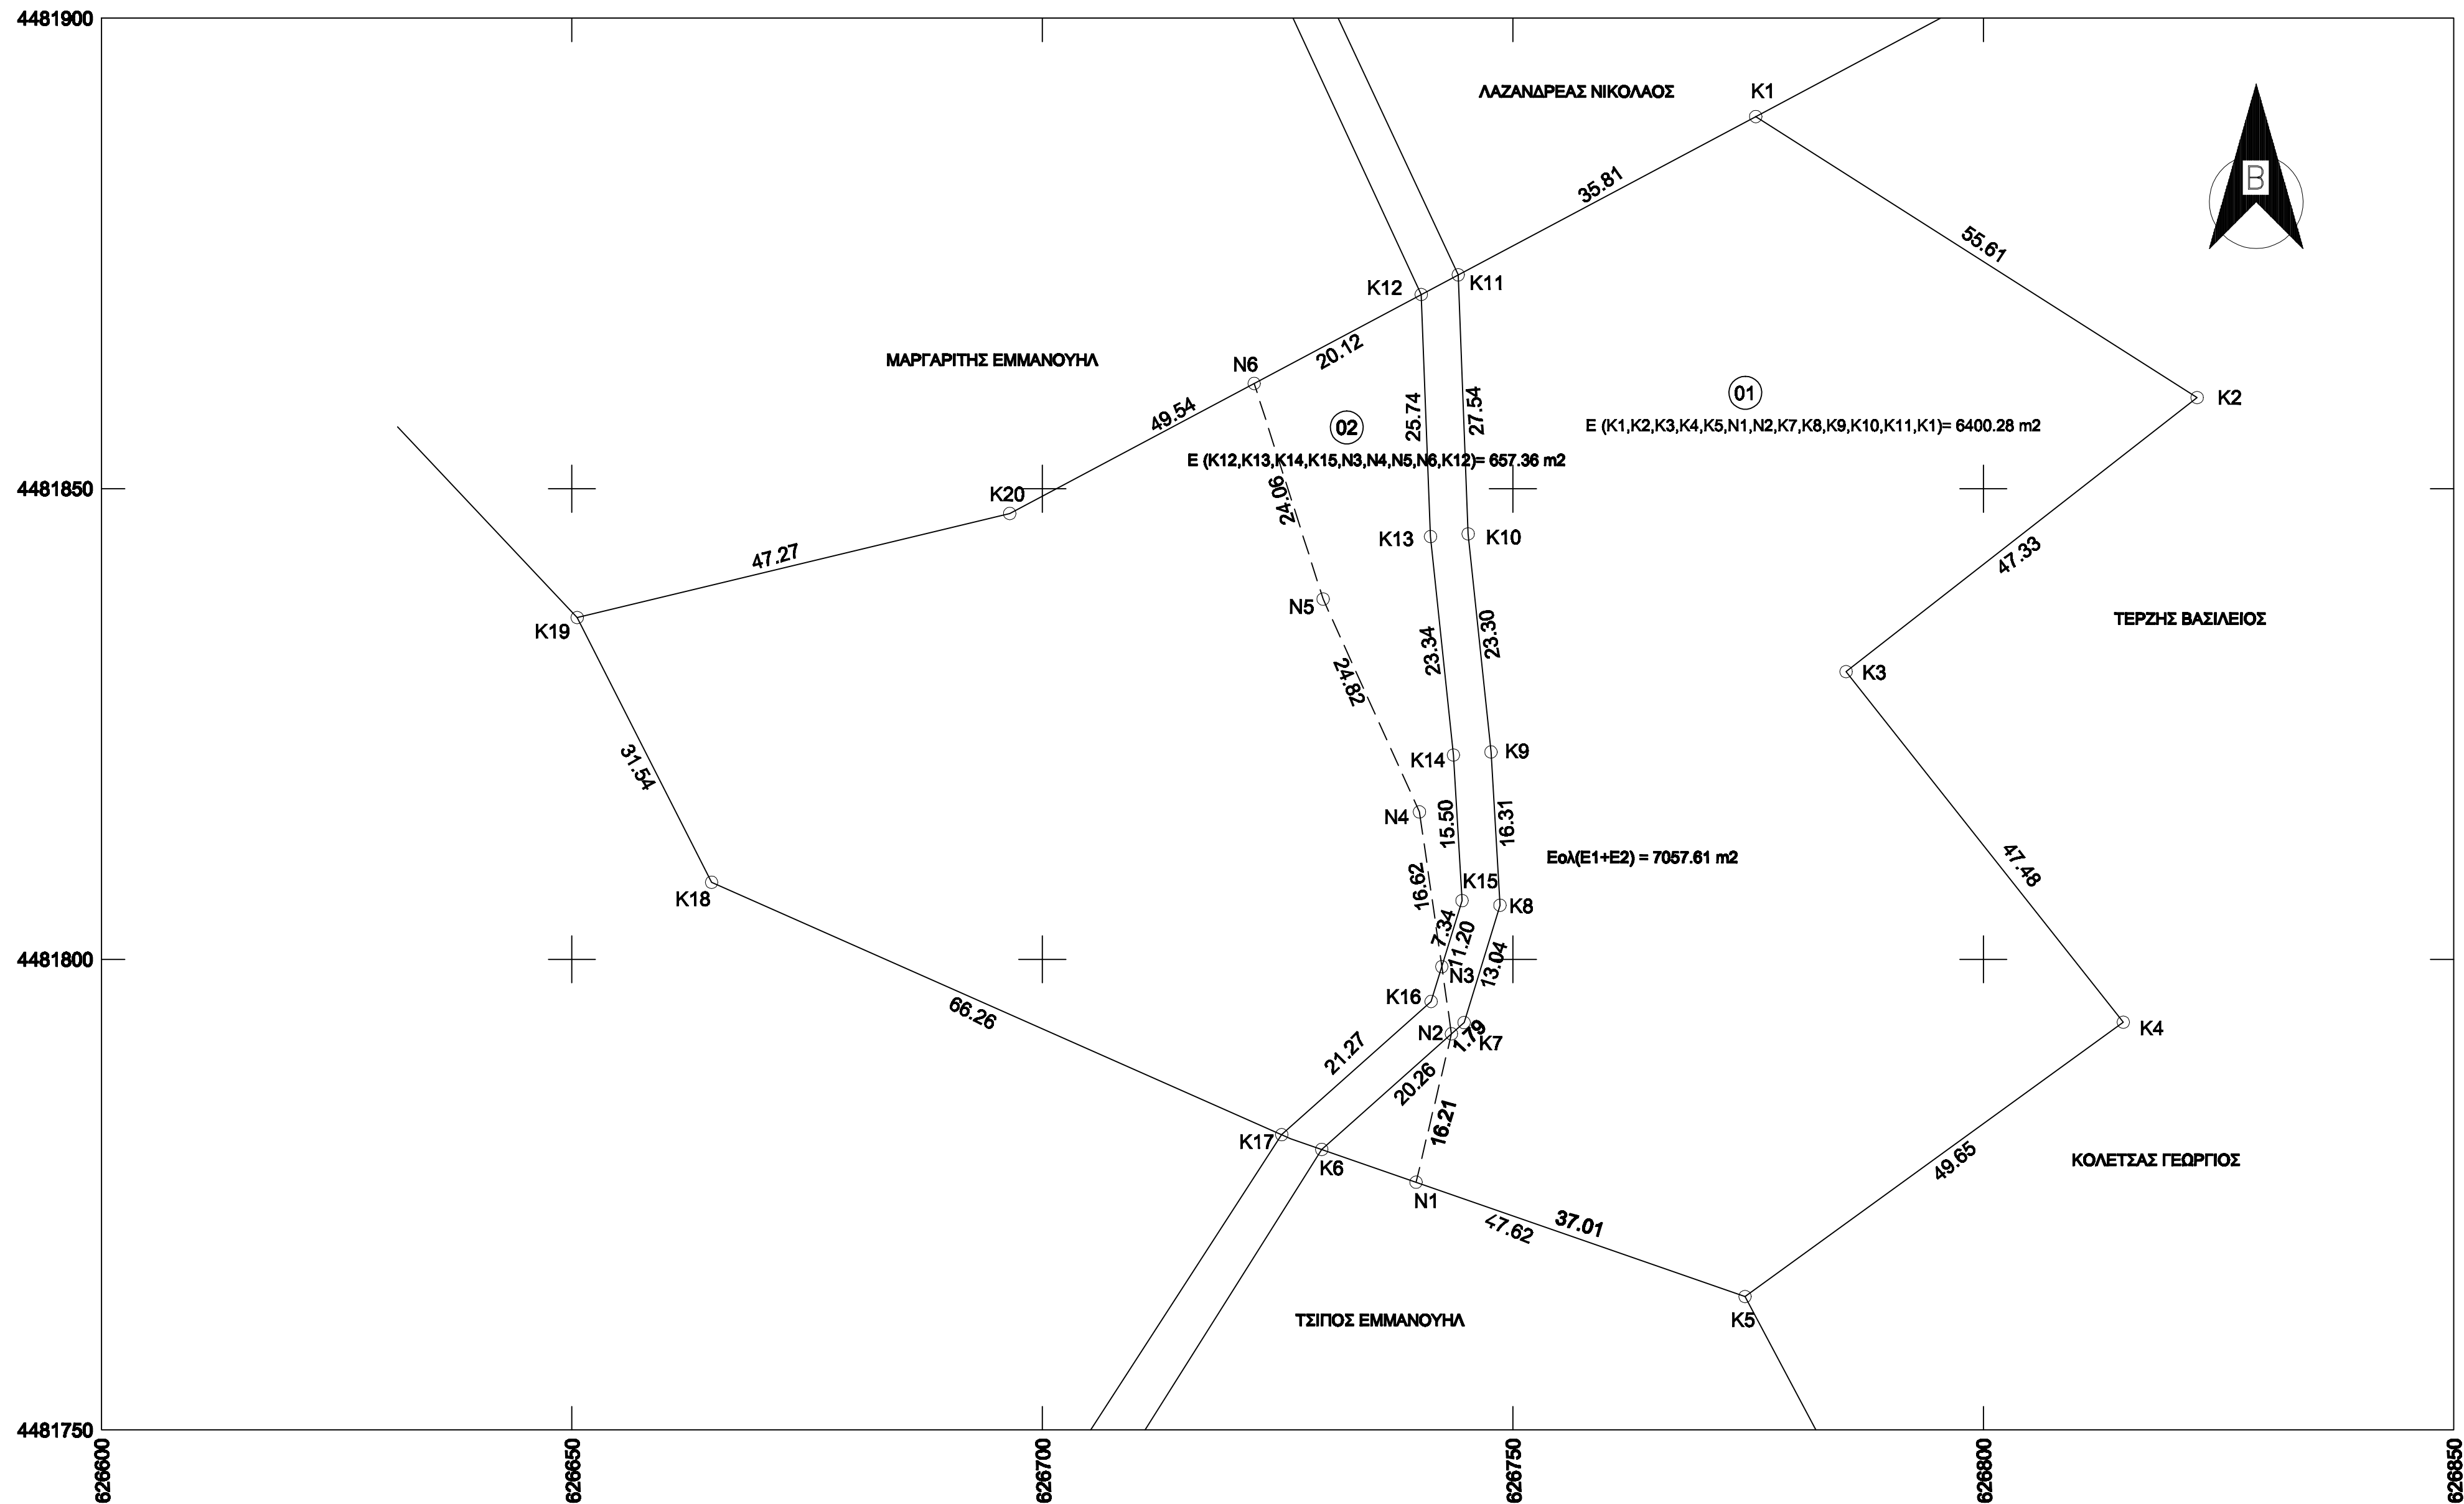 4481900
ΛΑΖΑΝΔΡΕΑΣ ΝΙΚΟΛΑΟΣ
K1
B
35.81
55.61
K12
K11
20.12
ΜΑΡΓΑΡΙΤΗΣ ΕΜΜΑΝΟΥΗΛ
N6
49.54
25.74
27.54
01
K2
E (K1,K2,K3,K4,K5,N1,N2,K7,K8,K9,K10,K11,K1)= 6400.28 m2
02
E (K12,K13,K14,K15,N3,N4,N5,N6,K12)= 657.36 m2
4481850
K20
24.06
K13
K10
47.27
47.33
N5
K19
23.34
23.30
ΤΕΡΖΗΣ ΒΑΣΙΛΕΙΟΣ
24.82
K3
31.54
K14
K9
N4
15.50
16.31
Εολ(E1+E2) = 7057.61 m2
47.48
16.62
K15
K18
K8
7.34
11.20
13.04
4481800
N3
K16
66.26
N2
1.79
K7
K4
21.27
20.26
16.21
K17
K6
49.65
ΚΟΛΕΤΣΑΣ ΓΕΩΡΓΙΟΣ
N1
37.01
47.62
ΤΣΙΠΟΣ ΕΜΜΑΝΟΥΗΛ
K5
4481750
626600
626650
626700
626750
626800
626850